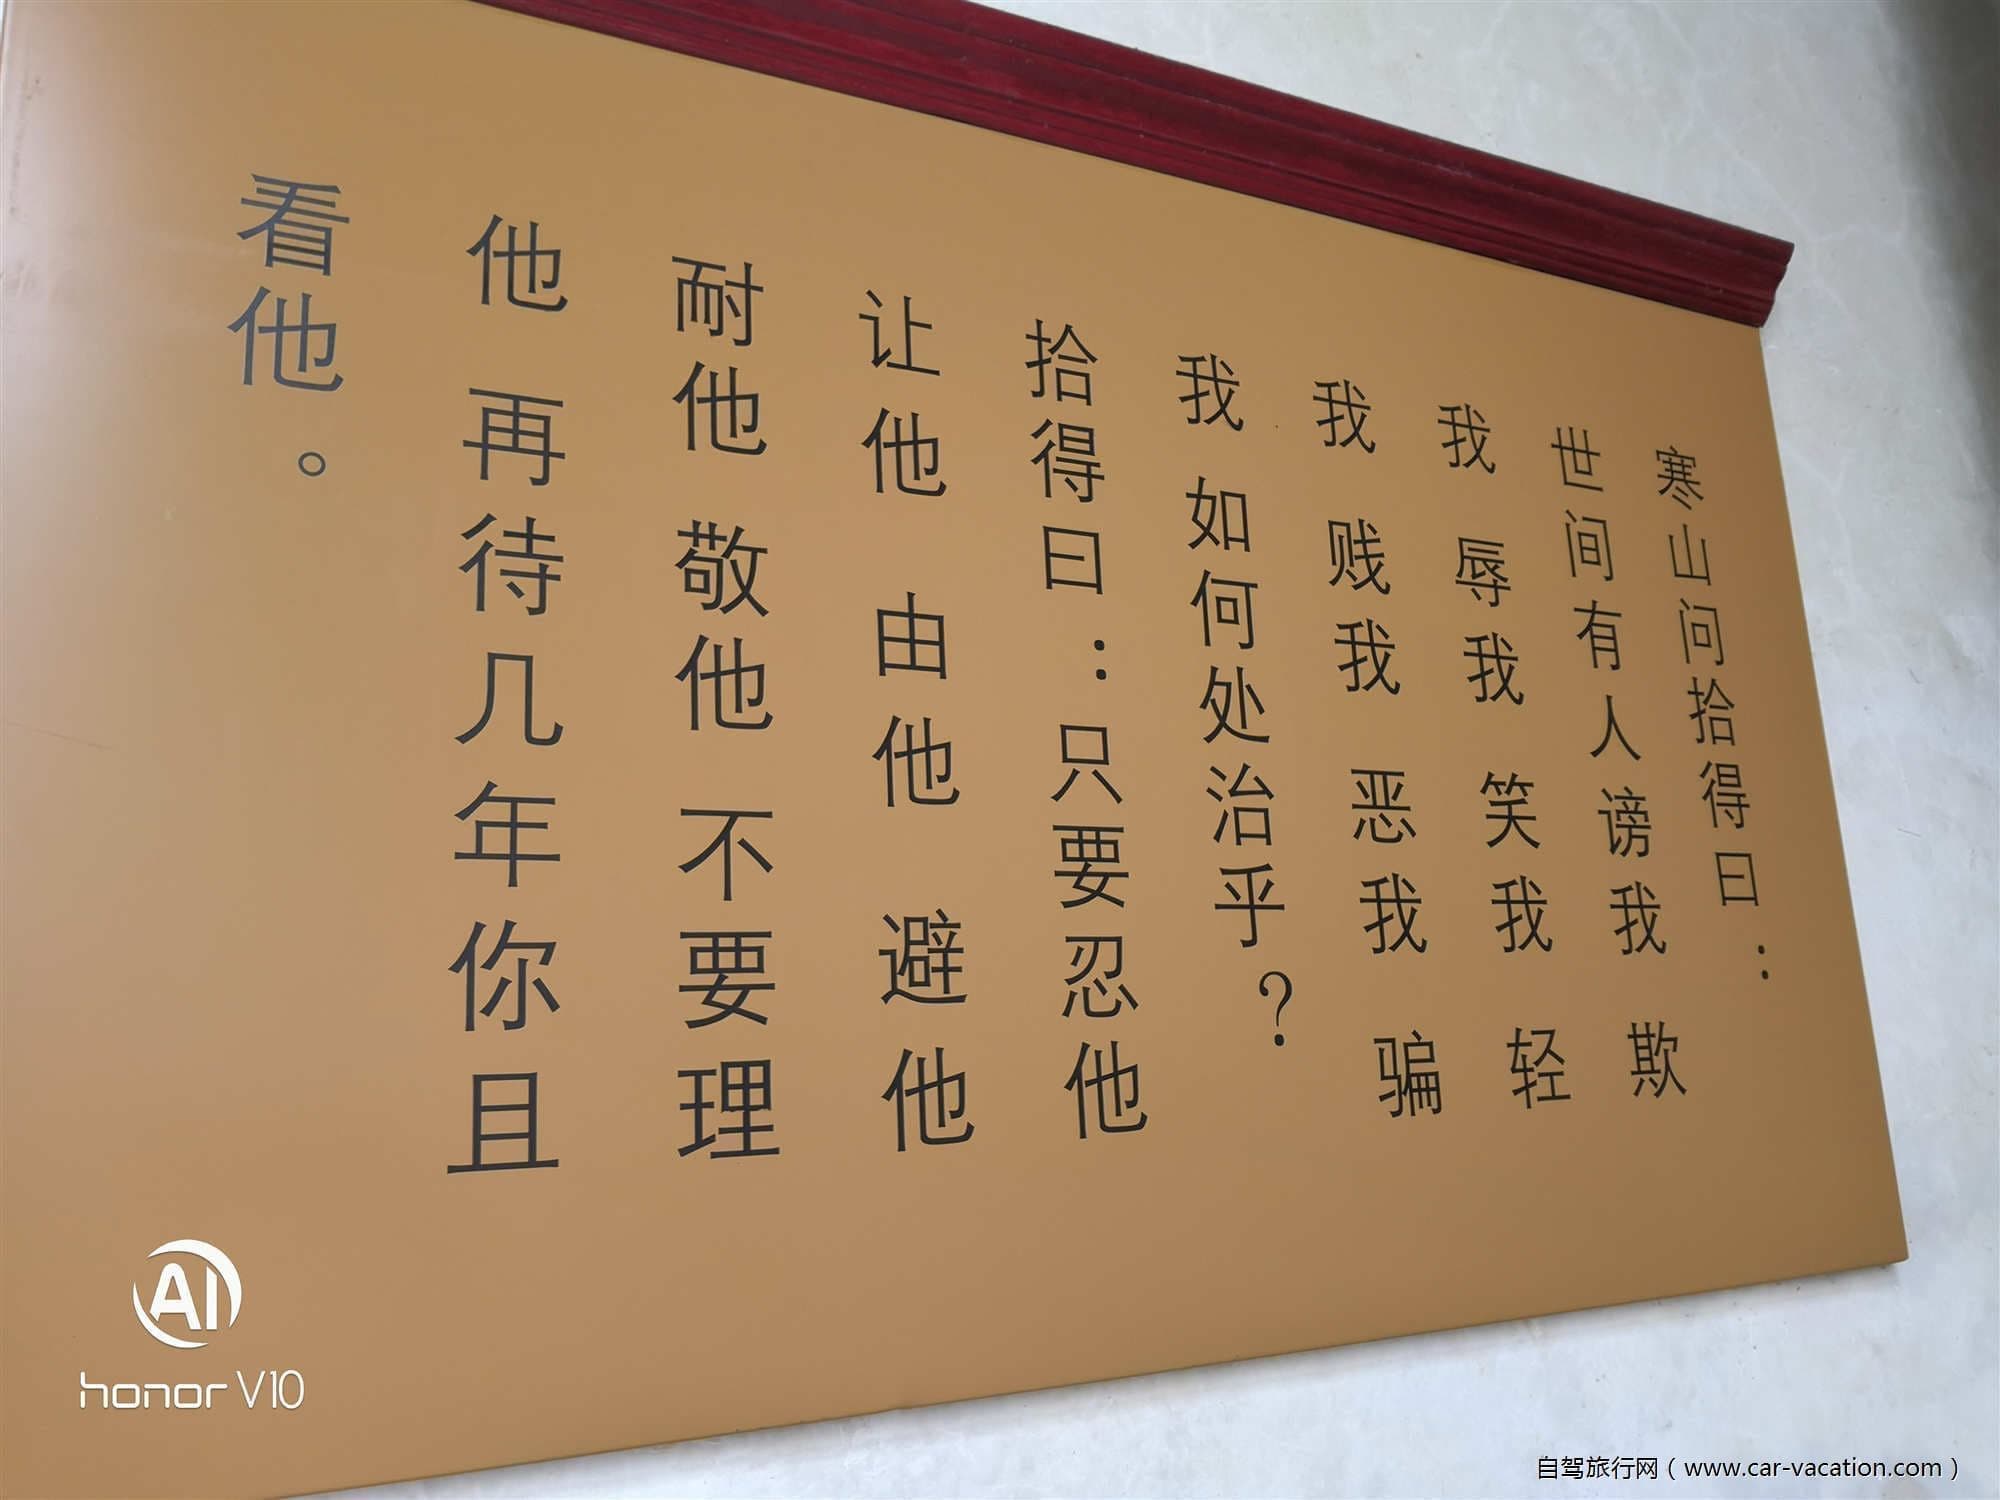 寒山问拾得曰：
世间有人谤我 欺
我 辱我 笑我 轻
我 贱我 恶我 骗
我 如何处治乎？
拾得曰：只要忍他
让他 由他 避他
耐他 敬他 不要理
他 再待几年你且
看他。
AI
honor V10
自驾旅行网（www.car-vacation.com）